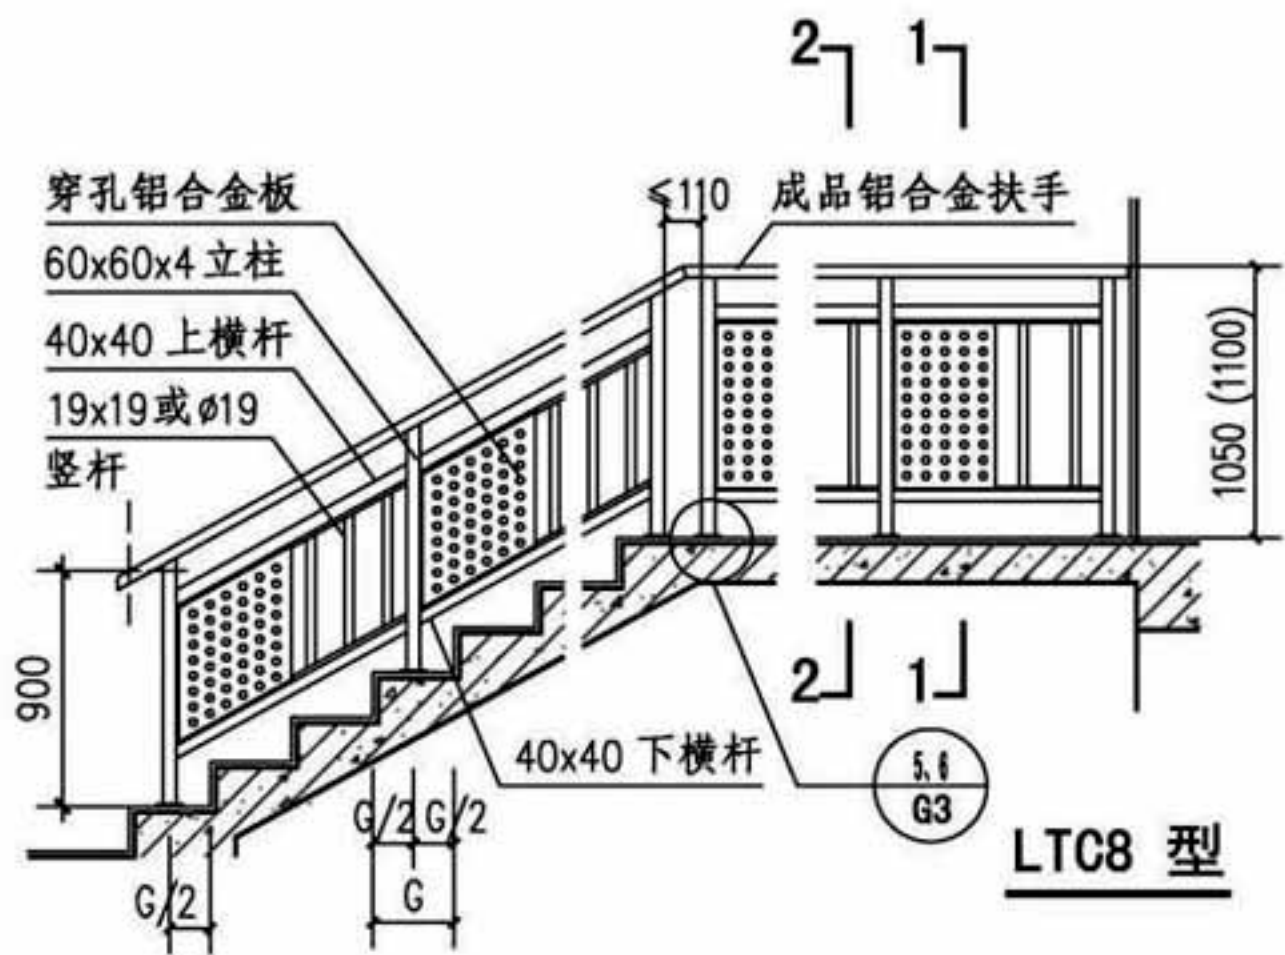 2 1
穿孔铝合金板
≤110
成品铝合金扶手
60x60x4 立柱
40x40 上横杆
19x19或ø19
竖杆
1050 (1100)
900
2 1
40x40 下横杆
G/2 G/2
G/2
G
5、6
G3
LTC8 型